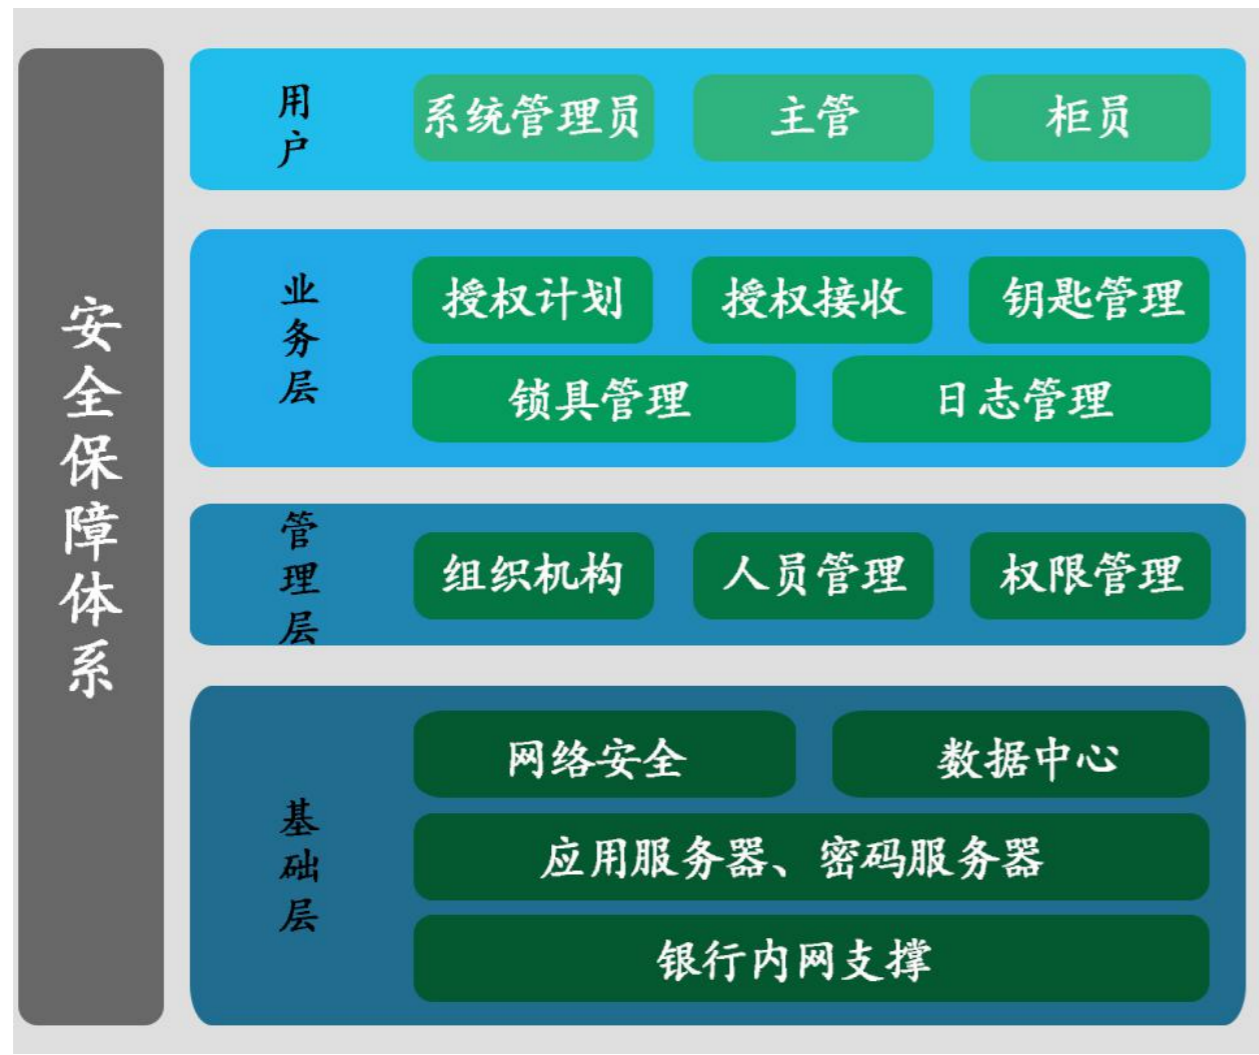 安全保障体系
用户
系统管理员
主管
柜员
业务层
授权计划
授权接收
钥匙管理
锁具管理
日志管理
管理层
组织机构
人员管理
权限管理
基础层
网络安全
数据中心
应用服务器、密码服务器
银行内网支撑